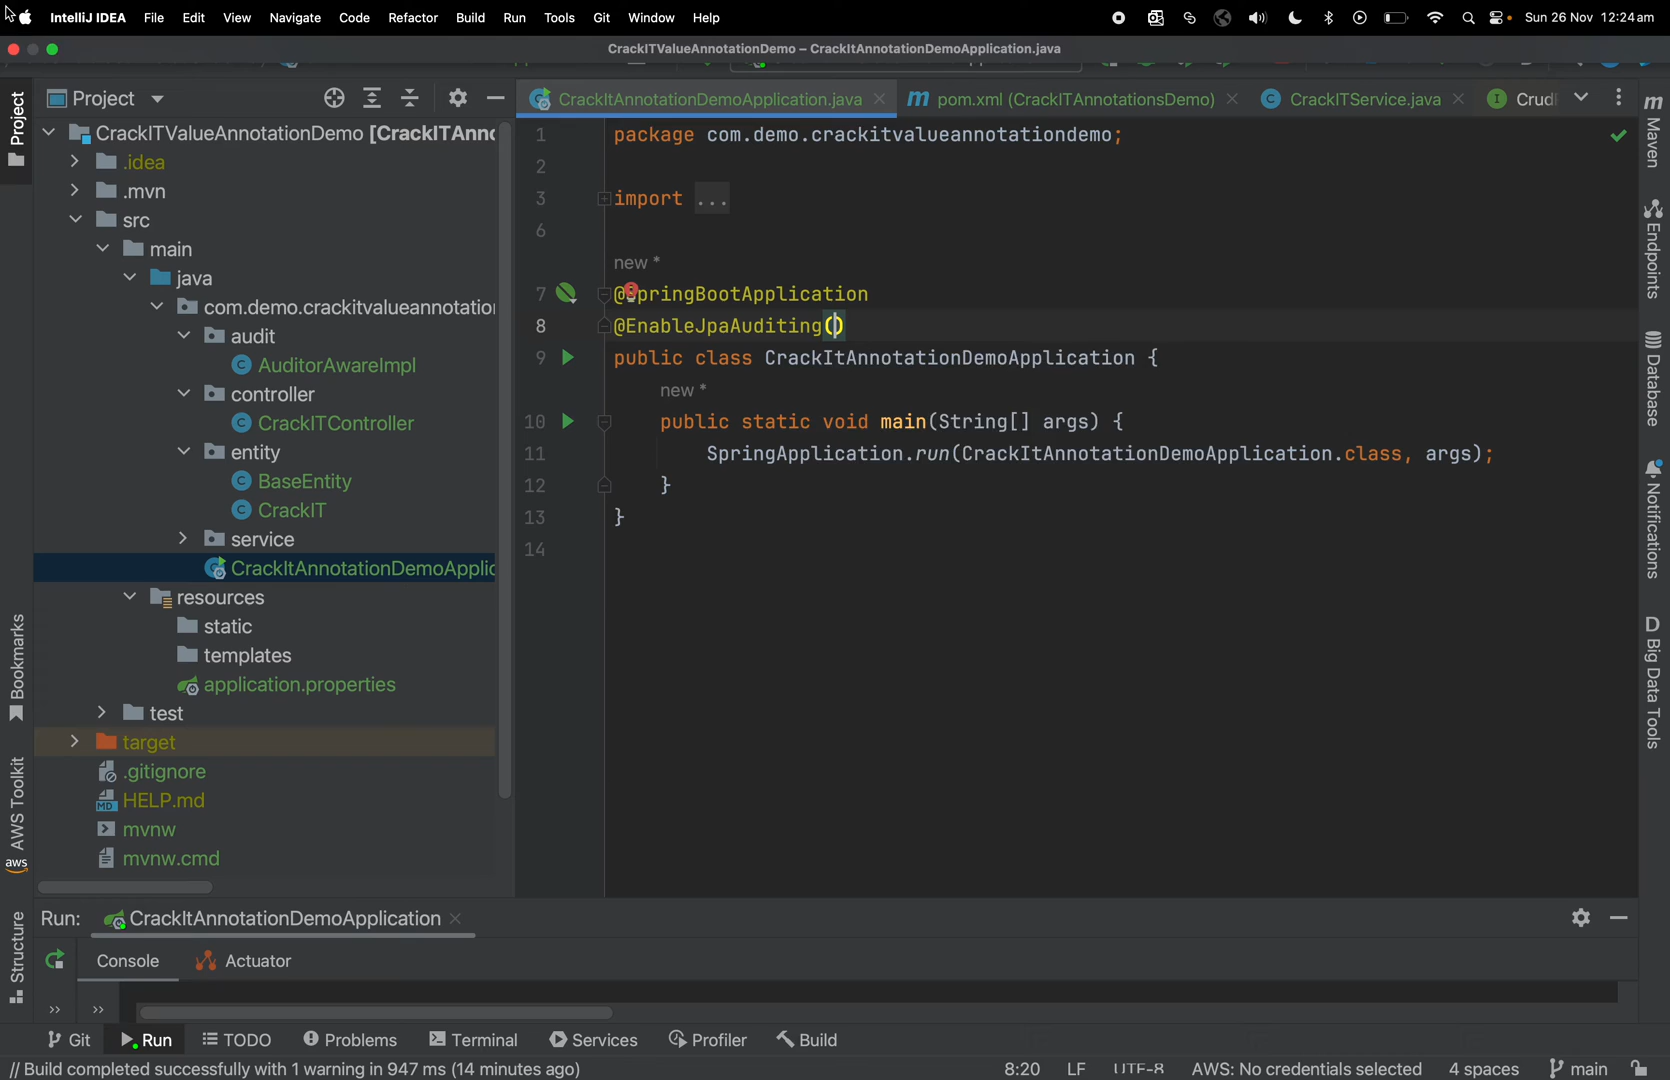 IntelliJ IDEA File Edit View Navigate Code Refactor Build Run Tools Git Window Help Sun 26 Nov 12:24am
CrackITValueAnnotationDemo – CrackItAnnotationDemoApplication.java
Project
CrackItAnnotationDemoApplication.java pom.xml (CrackITAnnotationsDemo) CrackITService.java Crud
CrackITValueAnnotationDemo [CrackITAnno
.idea
.mvn
src
main
java
com.demo.crackitvalueannotation
audit
AuditorAwareImpl
controller
CrackITController
entity
BaseEntity
CrackIT
service
CrackItAnnotationDemoApplic
resources
static
templates
application.properties
test
target
.gitignore
HELP.md
mvnw
mvnw.cmd
1 package com.demo.crackitvalueannotationdemo;
2
3 import ...
6
new *
7 @SpringBootApplication
8 @EnableJpaAuditing()
9 public class CrackItAnnotationDemoApplication {
new *
10 public static void main(String[] args) {
11 SpringApplication.run(CrackItAnnotationDemoApplication.class, args);
12 }
13 }
14
Project
Bookmarks
AWS Toolkit
aws
Structure
Maven
Endpoints
Database
Notifications
Big Data Tools
Run: CrackItAnnotationDemoApplication
Console Actuator
Git Run TODO Problems Terminal Services Profiler Build
// Build completed successfully with 1 warning in 947 ms (14 minutes ago) 8:20 LF UTF-8 AWS: No credentials selected 4 spaces main